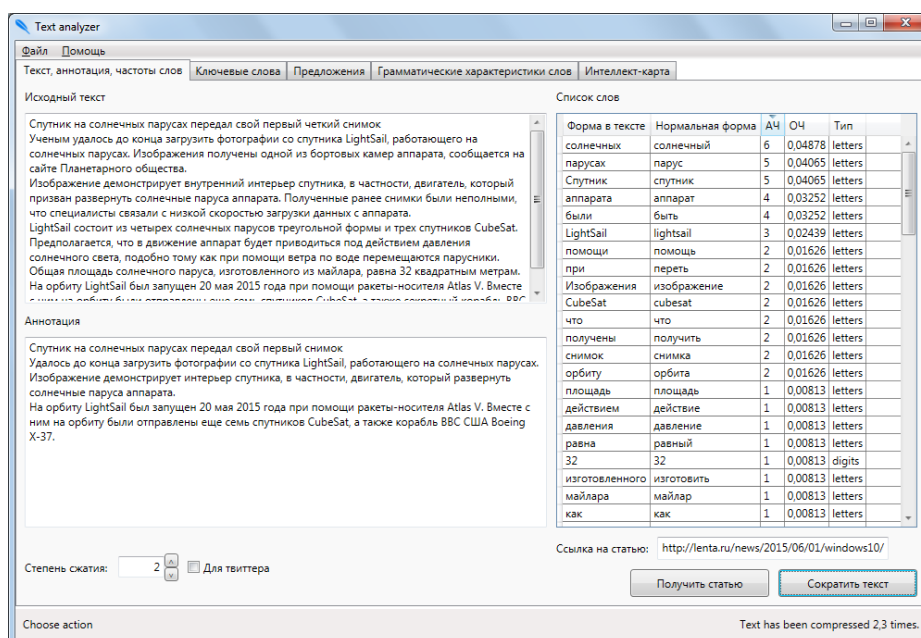 Text analyzer
Файл Помощь
Текст, аннотация, частоты слов Ключевые слова Предложения Грамматические характеристики слов Интеллект-карта
Исходный текст
Спутник на солнечных парусах передал свой первый четкий снимок
Ученым удалось до конца загрузить фотографии со спутника LightSail, работающего на
солнечных парусах. Изображения получены одной из бортовых камер аппарата, сообщается на
сайте Планетарного общества.
Изображение демонстрирует внутренний интерьер спутника, в частности, двигатель, который
призван развернуть солнечные паруса аппарата. Полученные ранее снимки были неполными,
что специалисты связали с низкой скоростью загрузки данных с аппарата.
LightSail состоит из четырех солнечных парусов треугольной формы и трех спутников CubeSat.
Предполагается, что в движение аппарат будет приводиться под действием давления
солнечного света, подобно тому как при помощи ветра по воде перемещаются парусники.
Общая площадь солнечного паруса, изготовленного из майлара, равна 32 квадратным метрам.
На орбиту LightSail был запущен 20 мая 2015 года при помощи ракеты-носителя Atlas V. Вместе
с ним на орбиту были отправлены еще семь спутников CubeSat, а также секретный корабль ВВС
Аннотация
Спутник на солнечных парусах передал свой первый снимок
Удалось до конца загрузить фотографии со спутника LightSail, работающего на солнечных парусах.
Изображение демонстрирует интерьер спутника, в частности, двигатель, который развернуть
солнечные паруса аппарата.
На орбиту LightSail был запущен 20 мая 2015 года при помощи ракеты-носителя Atlas V. Вместе с
ним на орбиту были отправлены еще семь спутников CubeSat, а также корабль ВВС США Boeing
X-37.
Степень сжатия: 2 Для твиттера
Список слов
Форма в тексте Нормальная форма АЧ ОЧ Тип
солнечных солнечный 6 0,04878 letters
парусах парус 5 0,04065 letters
Спутник спутник 5 0,04065 letters
аппарата аппарат 4 0,03252 letters
были быть 4 0,03252 letters
LightSail lightsail 3 0,02439 letters
помощи помощь 2 0,01626 letters
при переть 2 0,01626 letters
Изображения изображение 2 0,01626 letters
CubeSat cubesat 2 0,01626 letters
что что 2 0,01626 letters
получены получить 2 0,01626 letters
снимок снимка 2 0,01626 letters
орбиту орбита 2 0,01626 letters
площадь площадь 1 0,00813 letters
действием действие 1 0,00813 letters
давления давление 1 0,00813 letters
равна равный 1 0,00813 letters
32 32 1 0,00813 digits
изготовленного изготовить 1 0,00813 letters
майлара майлар 1 0,00813 letters
как как 1 0,00813 letters
Ссылка на статью: http://lenta.ru/news/2015/06/01/windows10/
Получить статью Сократить текст
Choose action Text has been compressed 2,3 times.